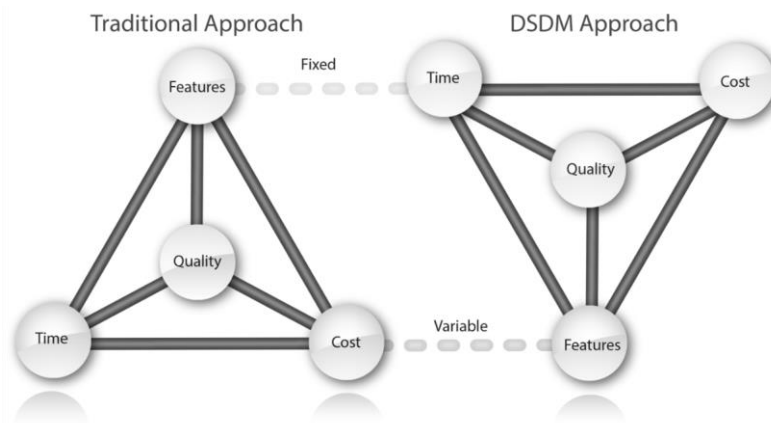 Traditional Approach
DSDM Approach
Fixed
Features
Time
Cost
Quality
Quality
Time
Cost
Variable
Features